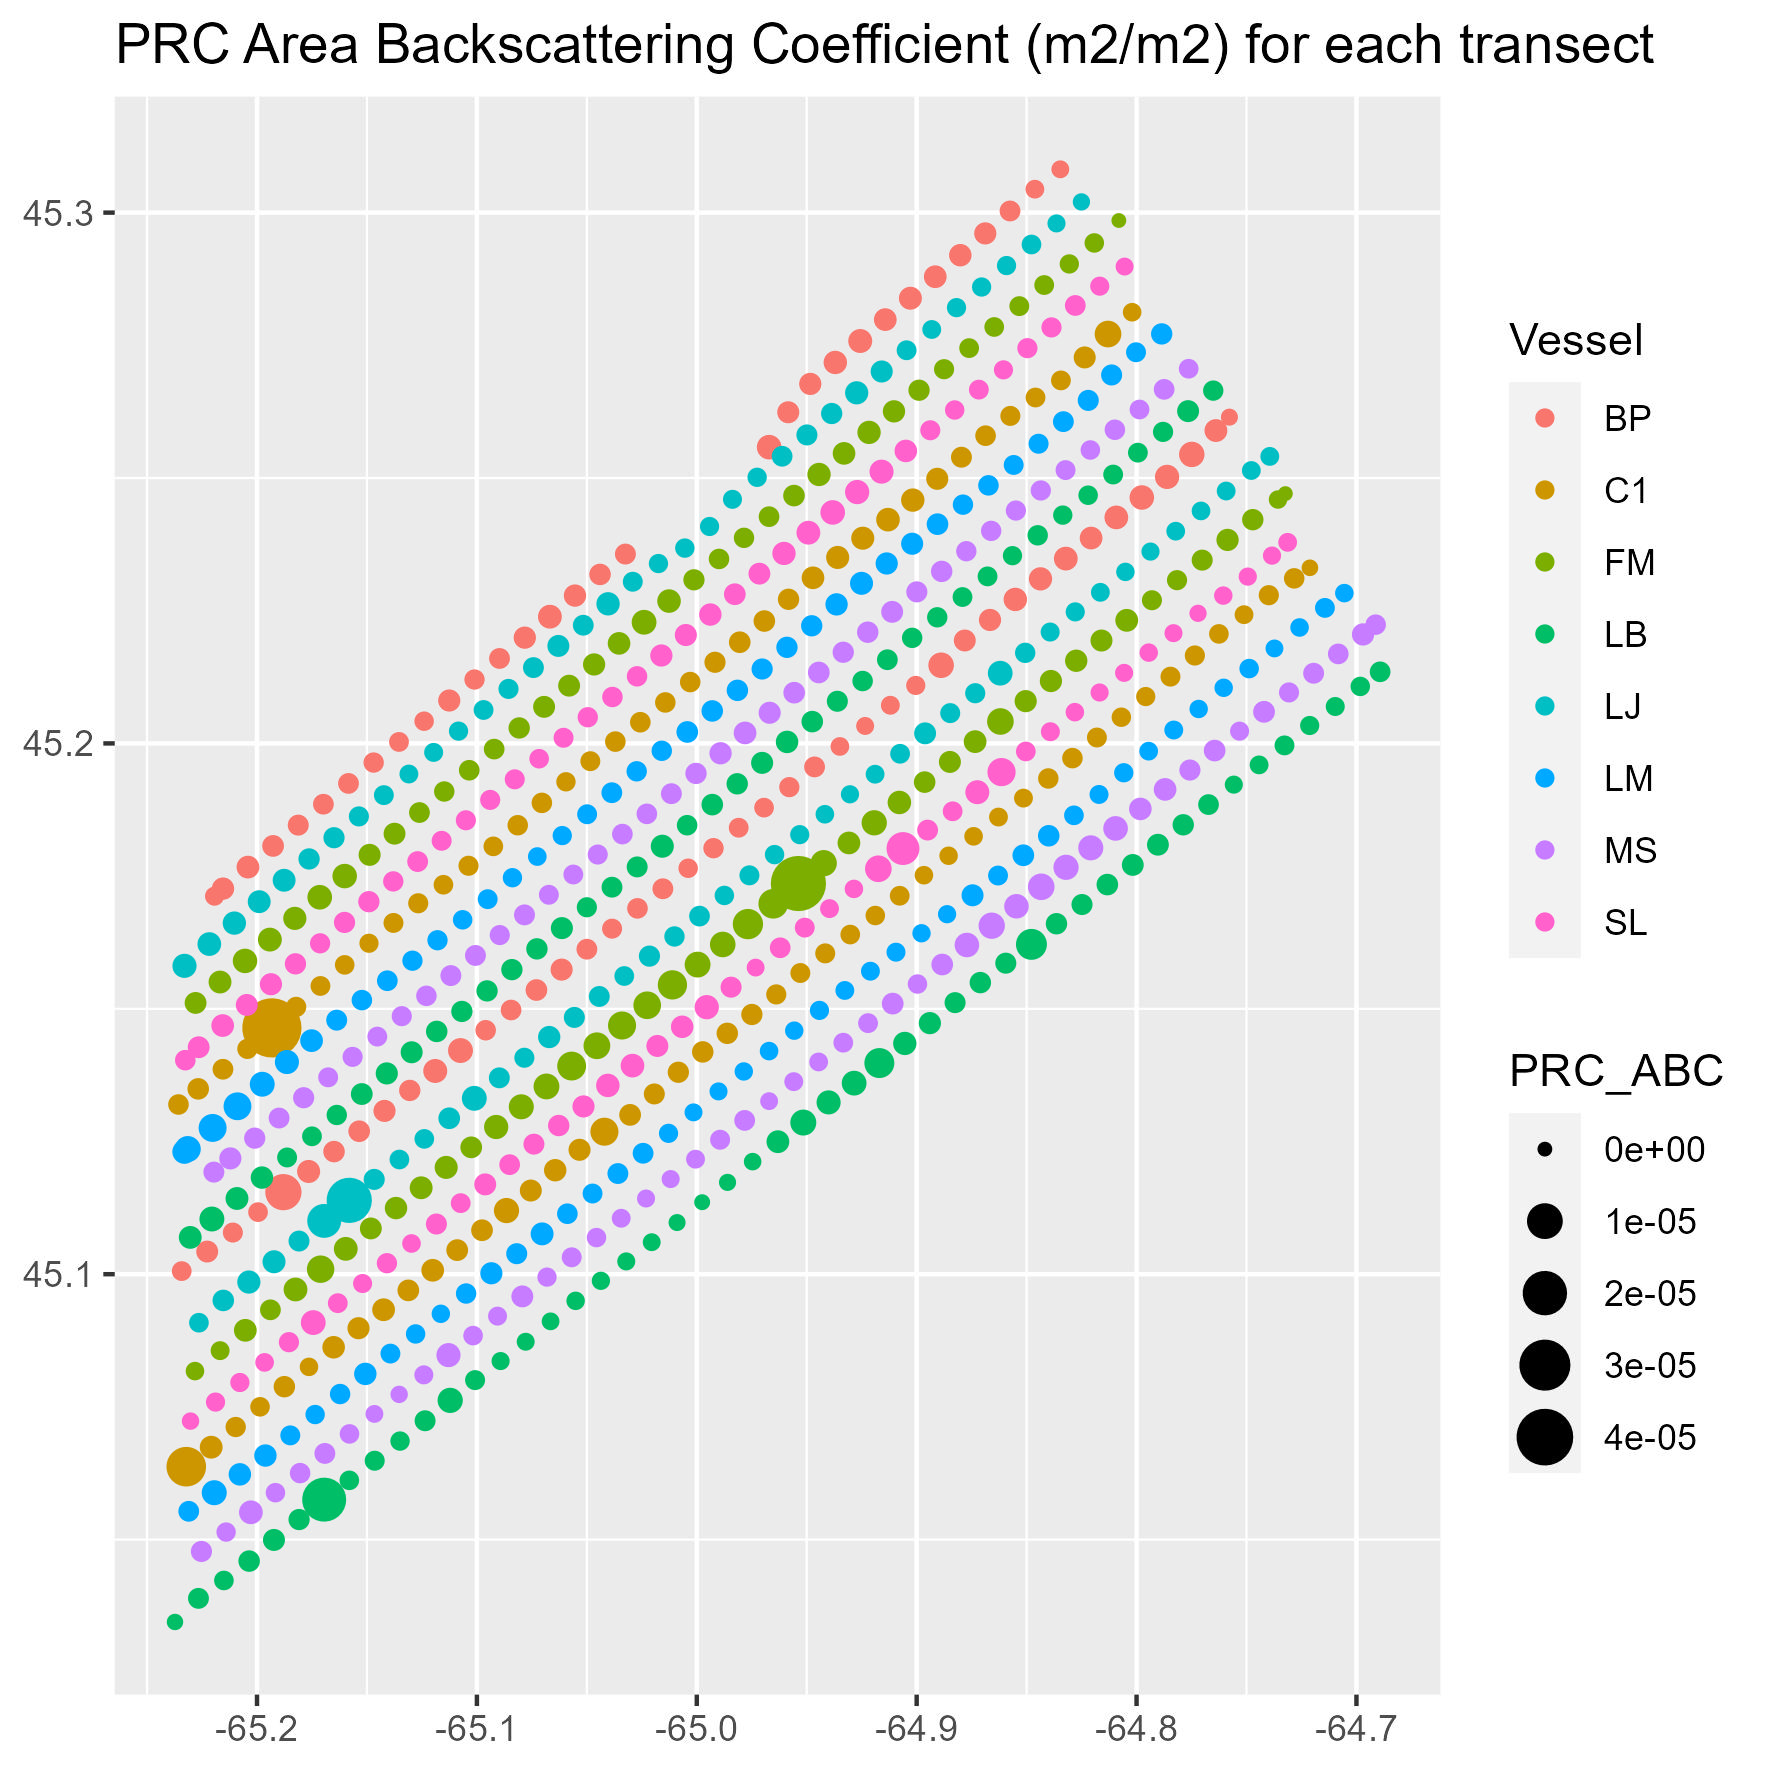 PRC Area Backscattering Coefficient (m2/m2) for each transect
45.3
45.2
45.1
-65.2
-65.1
-65.0
-64.9
-64.8
-64.7
Vessel
BP
C1
FM
LB
LJ
LM
MS
SL
PRC_ABC
0e+00
1e-05
2e-05
3e-05
4e-05